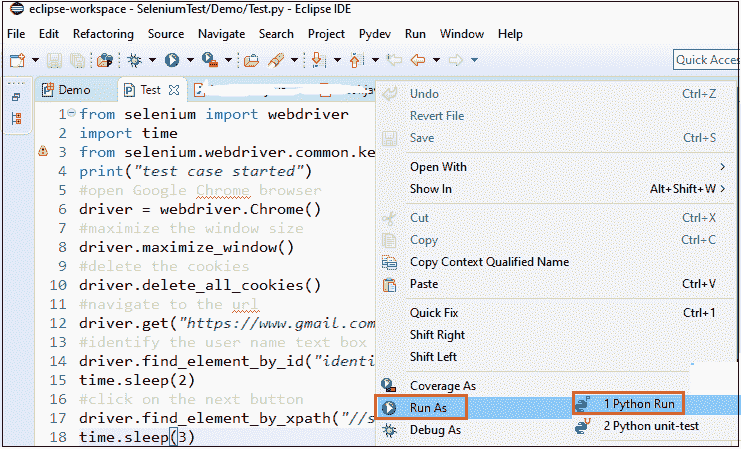 eclipse-workspace - SeleniumTest/Demo/Test.py - Eclipse IDE
File Edit Refactoring Source Navigate Search Project Pydev Run Window Help
Quick Acces
Demo Test
1 from selenium import webdriver
2 import time
3 from selenium.webdriver.common.ke
4 print("test case started")
5 #open Google Chrome browser
6 driver = webdriver.Chrome()
7 #maximize the window size
8 driver.maximize_window()
9 #delete the cookies
10 driver.delete_all_cookies()
11 #navigate to the url
12 driver.get("https://www.gmail.com
13 #identify the user name text box
14 driver.find_element_by_id("identi
15 time.sleep(2)
16 #click on the next button
17 driver.find_element_by_xpath("//s
18 time.sleep(3)
Undo Ctrl+Z
Revert File
Save Ctrl+S
Open With
Show In Alt+Shift+W
Cut Ctrl+X
Copy Ctrl+C
Copy Context Qualified Name
Paste Ctrl+V
Quick Fix Ctrl+1
Shift Right
Shift Left
Coverage As
Run As
Debug As
1 Python Run
2 Python unit-test